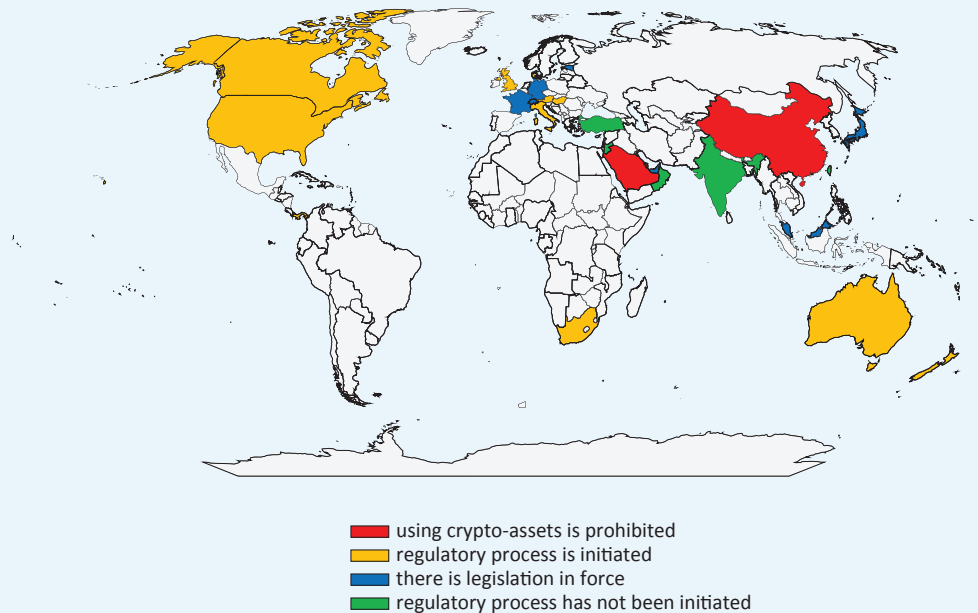 using crypto-assets is prohibited
regulatory process is initiated
there is legislation in force
regulatory process has not been initiated